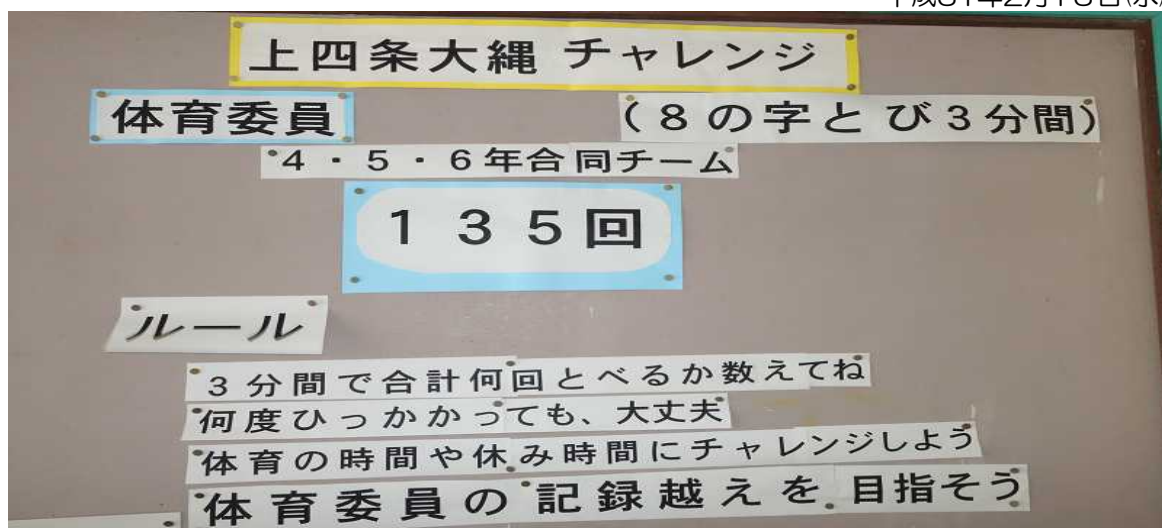 上四条大縄 チャレンジ
体育委員 (8の字とび3分間)
4・5・6年合同チーム
135回
ルール
3分間で合計何回とべるか数えてね
何度ひっかかっても、大丈夫
体育の時間や休み時間にチャレンジしよう
体育委員の記録越えを目指そう